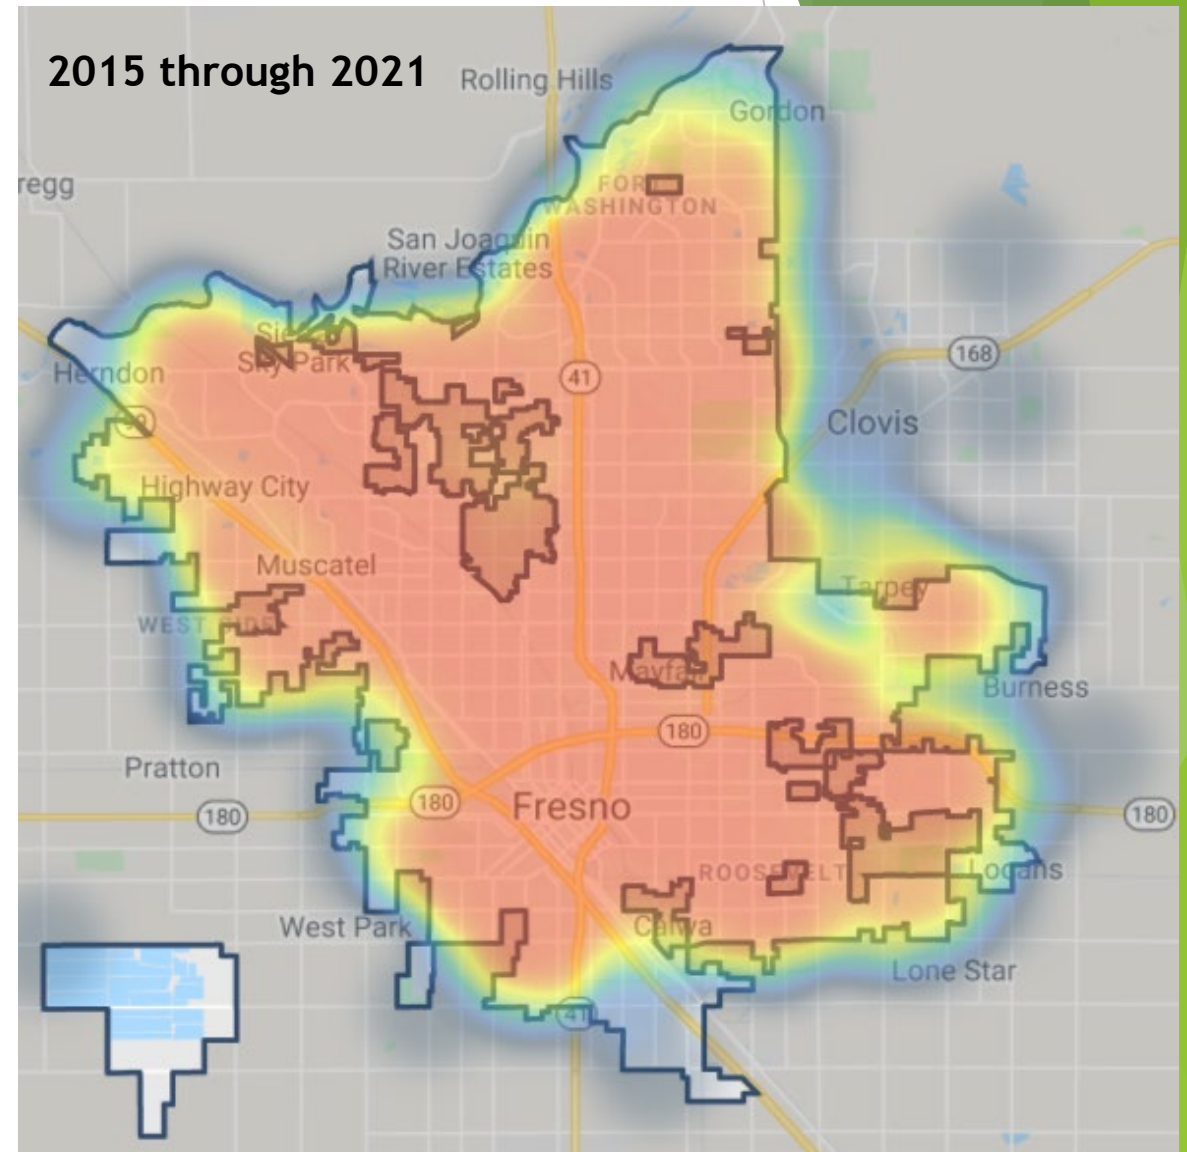 2015 through 2021
Rolling Hills
Gordon
regg
FORT
WASHINGTON
San Joaquin
River Estates
Sierra
Sky Park
Herndon
41
168
99
Clovis
Highway City
Muscatel
Tarpey
WEST SIDE
Mayfair
Burness
180
Pratton
180
180
Fresno
180
ROOSEVELT
Logans
West Park
Calwa
Lone Star
41